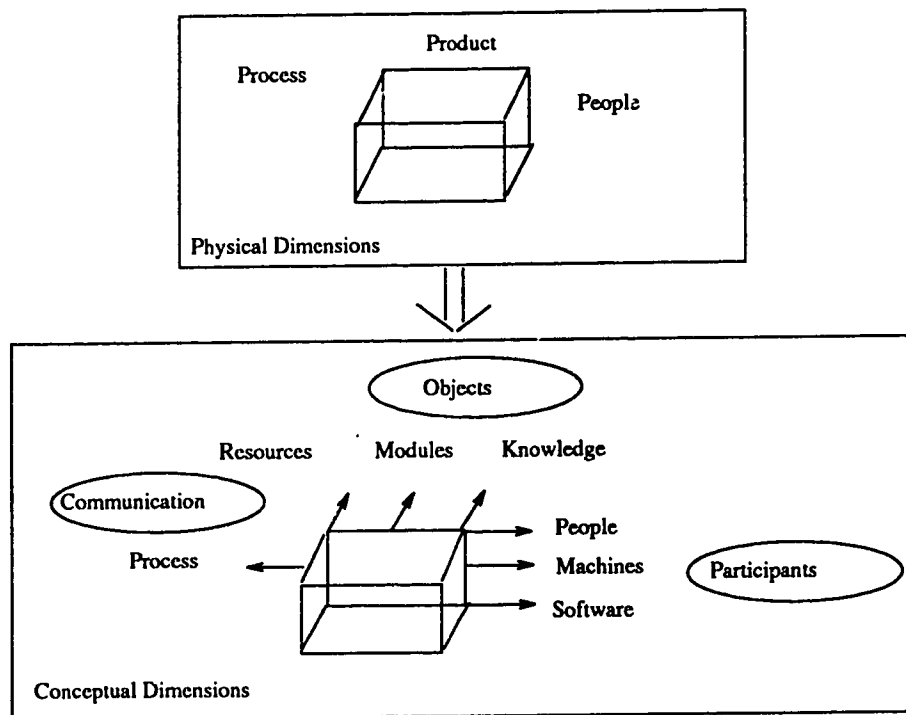 Product
Process
People
Physical Dimensions
Objects
Resources Modules Knowledge
Communication
People
Process
Machines
Participants
Software
Conceptual Dimensions